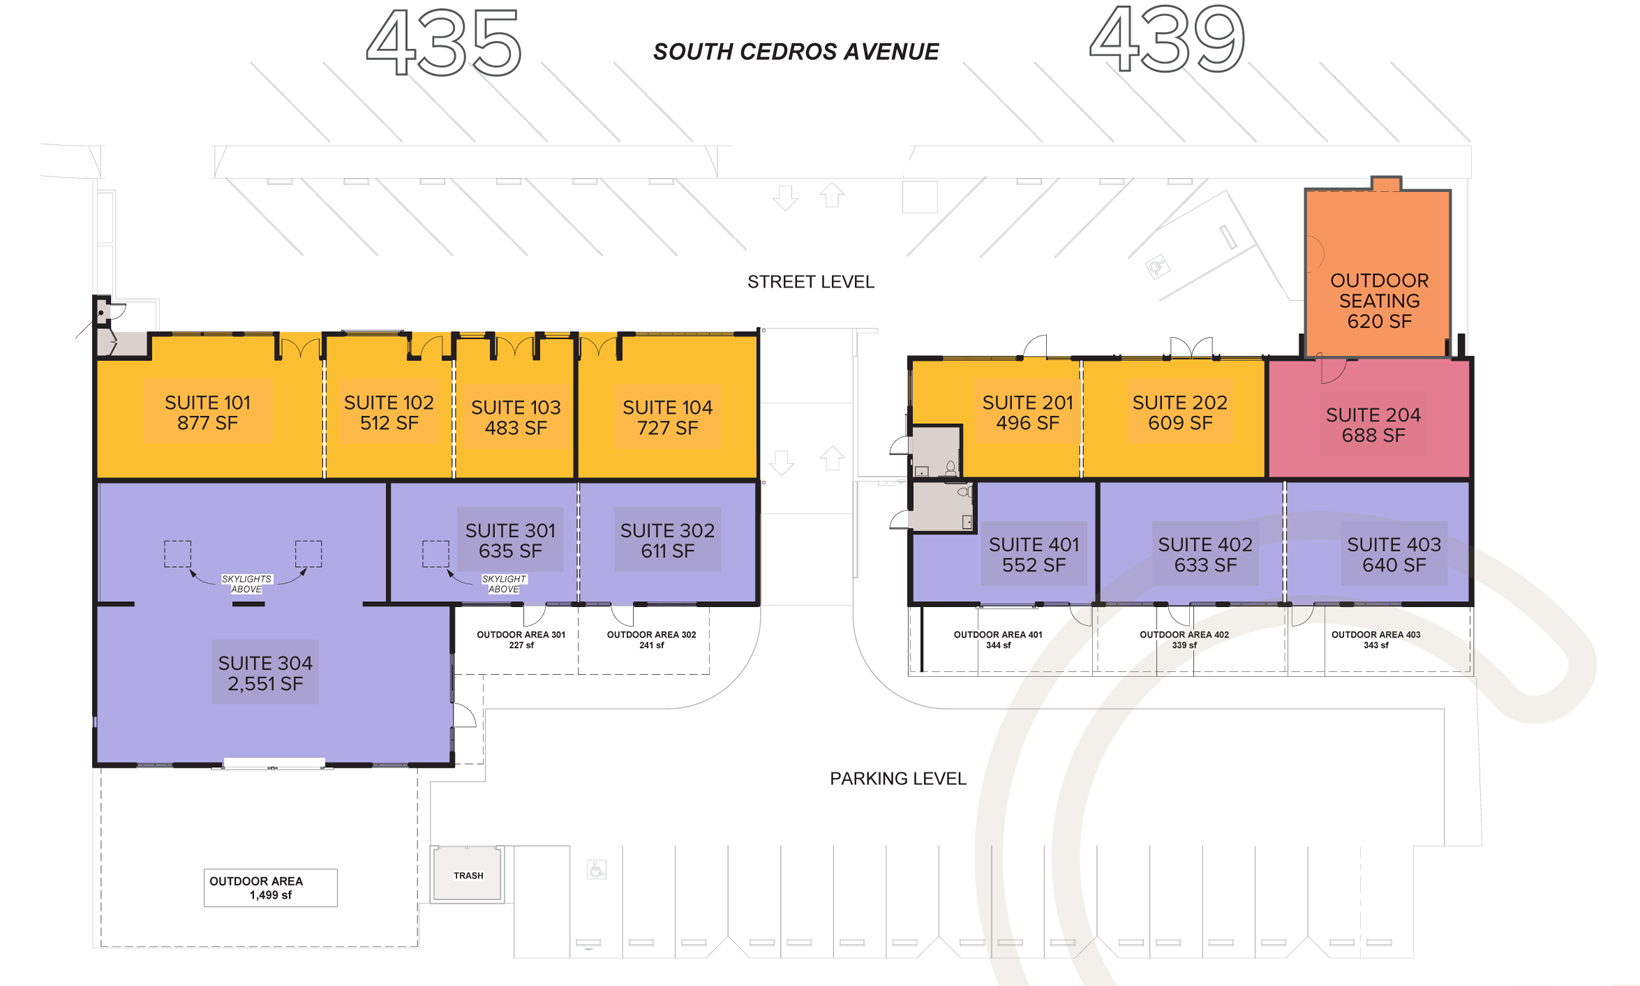 435
SOUTH CEDROS AVENUE
439
STREET LEVEL
OUTDOOR
SEATING
620 SF
SUITE 101
877 SF
SUITE 102
512 SF
SUITE 103
483 SF
SUITE 104
727 SF
SUITE 201
496 SF
SUITE 202
609 SF
SUITE 204
688 SF
SUITE 301
635 SF
SUITE 302
611 SF
SUITE 401
552 SF
SUITE 402
633 SF
SUITE 403
640 SF
SKYLIGHTS
ABOVE
SKYLIGHT
ABOVE
OUTDOOR AREA 301
227 sf
OUTDOOR AREA 302
241 sf
OUTDOOR AREA 401
344 sf
OUTDOOR AREA 402
339 sf
OUTDOOR AREA 403
343 sf
SUITE 304
2,551 SF
PARKING LEVEL
TRASH
OUTDOOR AREA
1,499 sf